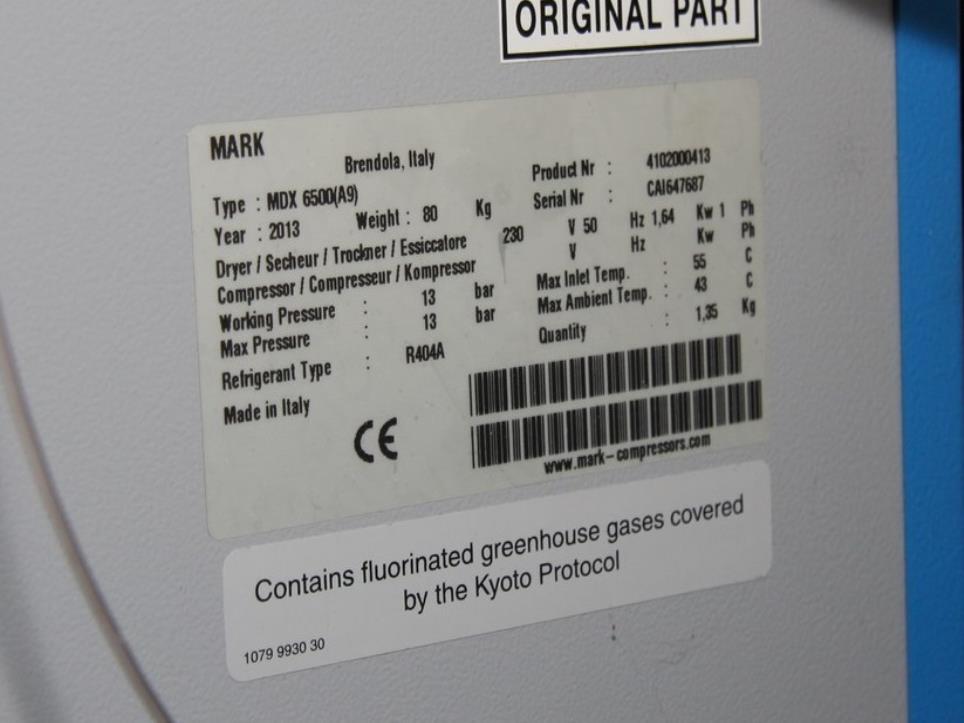 ORIGINAL PART
MARK
Brendola, Italy
Type : MDX 6500(A9)
Product Nr : 4102000413
Year : 2013 Weight : 80 Kg
Serial Nr : CAI647687
Dryer / Secheur / Trockner / Essiccatore 230 V 50 Hz 1,64 Kw 1 Ph
Compressor / Compresseur / Kompressor V Hz Kw Ph
Working Pressure : 13 bar Max Inlet Temp. : 55 C
Max Pressure : 13 bar Max Ambient Temp. : 43 C
Refrigerant Type : R404A Quantity : 1,35 Kg
Made in Italy
CE
www.mark-compressors.com
Contains fluorinated greenhouse gases covered
by the Kyoto Protocol
1079 9930 30